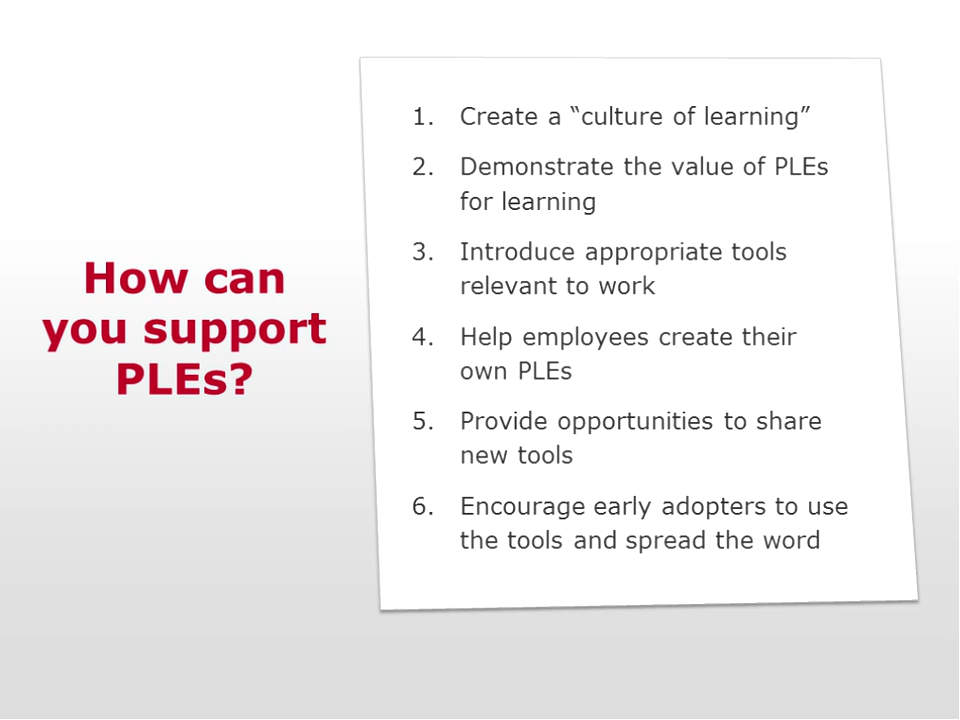 How can
you support
PLEs?
1. Create a “culture of learning”
2. Demonstrate the value of PLEs
for learning
3. Introduce appropriate tools
relevant to work
4. Help employees create their
own PLEs
5. Provide opportunities to share
new tools
6. Encourage early adopters to use
the tools and spread the word